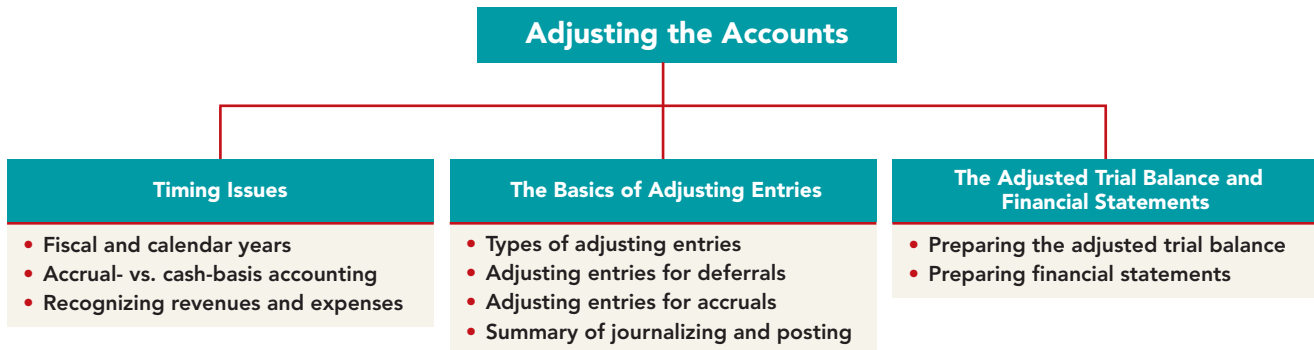 Adjusting the Accounts
Timing Issues
• Fiscal and calendar years
• Accrual- vs. cash-basis accounting
• Recognizing revenues and expenses
The Basics of Adjusting Entries
• Types of adjusting entries
• Adjusting entries for deferrals
• Adjusting entries for accruals
• Summary of journalizing and posting
The Adjusted Trial Balance and
Financial Statements
• Preparing the adjusted trial balance
• Preparing financial statements